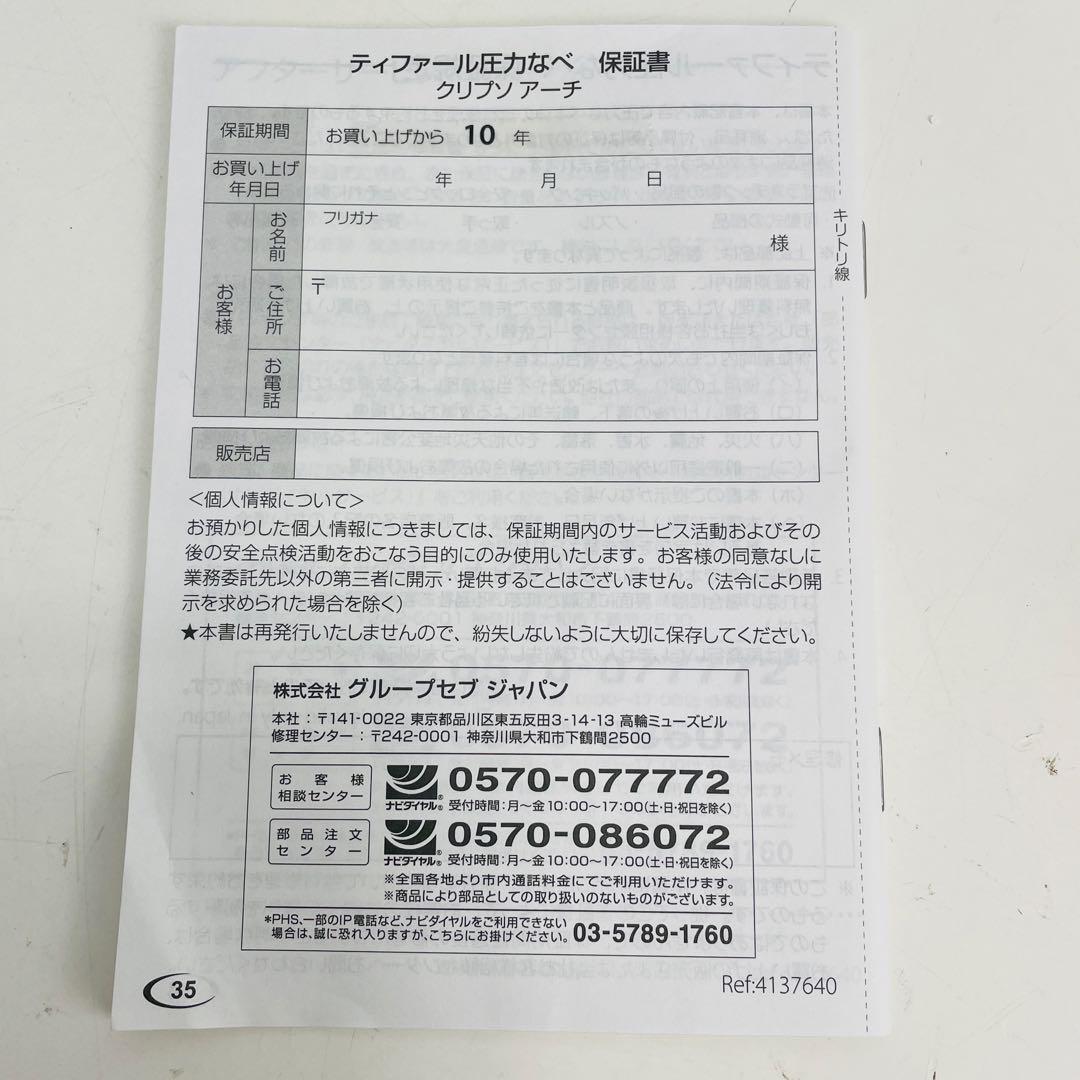 ティファール圧力なべ 保証書
クリプソ アーチ
保証期間 お買い上げから 10 年
お買い上げ年月日 年 月 日
お客様
お名前 フリガナ 様
ご住所 〒
お電話
販売店
キリトリ線
<個人情報について>
お預かりした個人情報につきましては、保証期間内のサービス活動およびその
後の安全点検活動をおこなう目的にのみ使用いたします。お客様の同意なしに
業務委託先以外の第三者に開示・提供することはございません。(法令により開
示を求められた場合を除く)
★本書は再発行いたしませんので、紛失しないように大切に保存してください。
株式会社 グループセブ ジャパン
本社:〒141-0022 東京都品川区東五反田3-14-13 高輪ミューズビル
修理センター:〒242-0001 神奈川県大和市下鶴間2500
お客様相談センター ナビダイヤル® 0570-077772
受付時間:月〜金10:00〜17:00(土・日・祝日を除く)
部品注文センター ナビダイヤル® 0570-086072
受付時間:月〜金10:00〜17:00(土・日・祝日を除く)
※全国各地より市内通話料金にてご利用いただけます。
※商品により部品としての取り扱いのないものがございます。
*PHS、一部のIP電話など、ナビダイヤルをご利用できない
場合は、誠に恐れ入りますが、こちらにお掛けください。 03-5789-1760
35
Ref:4137640